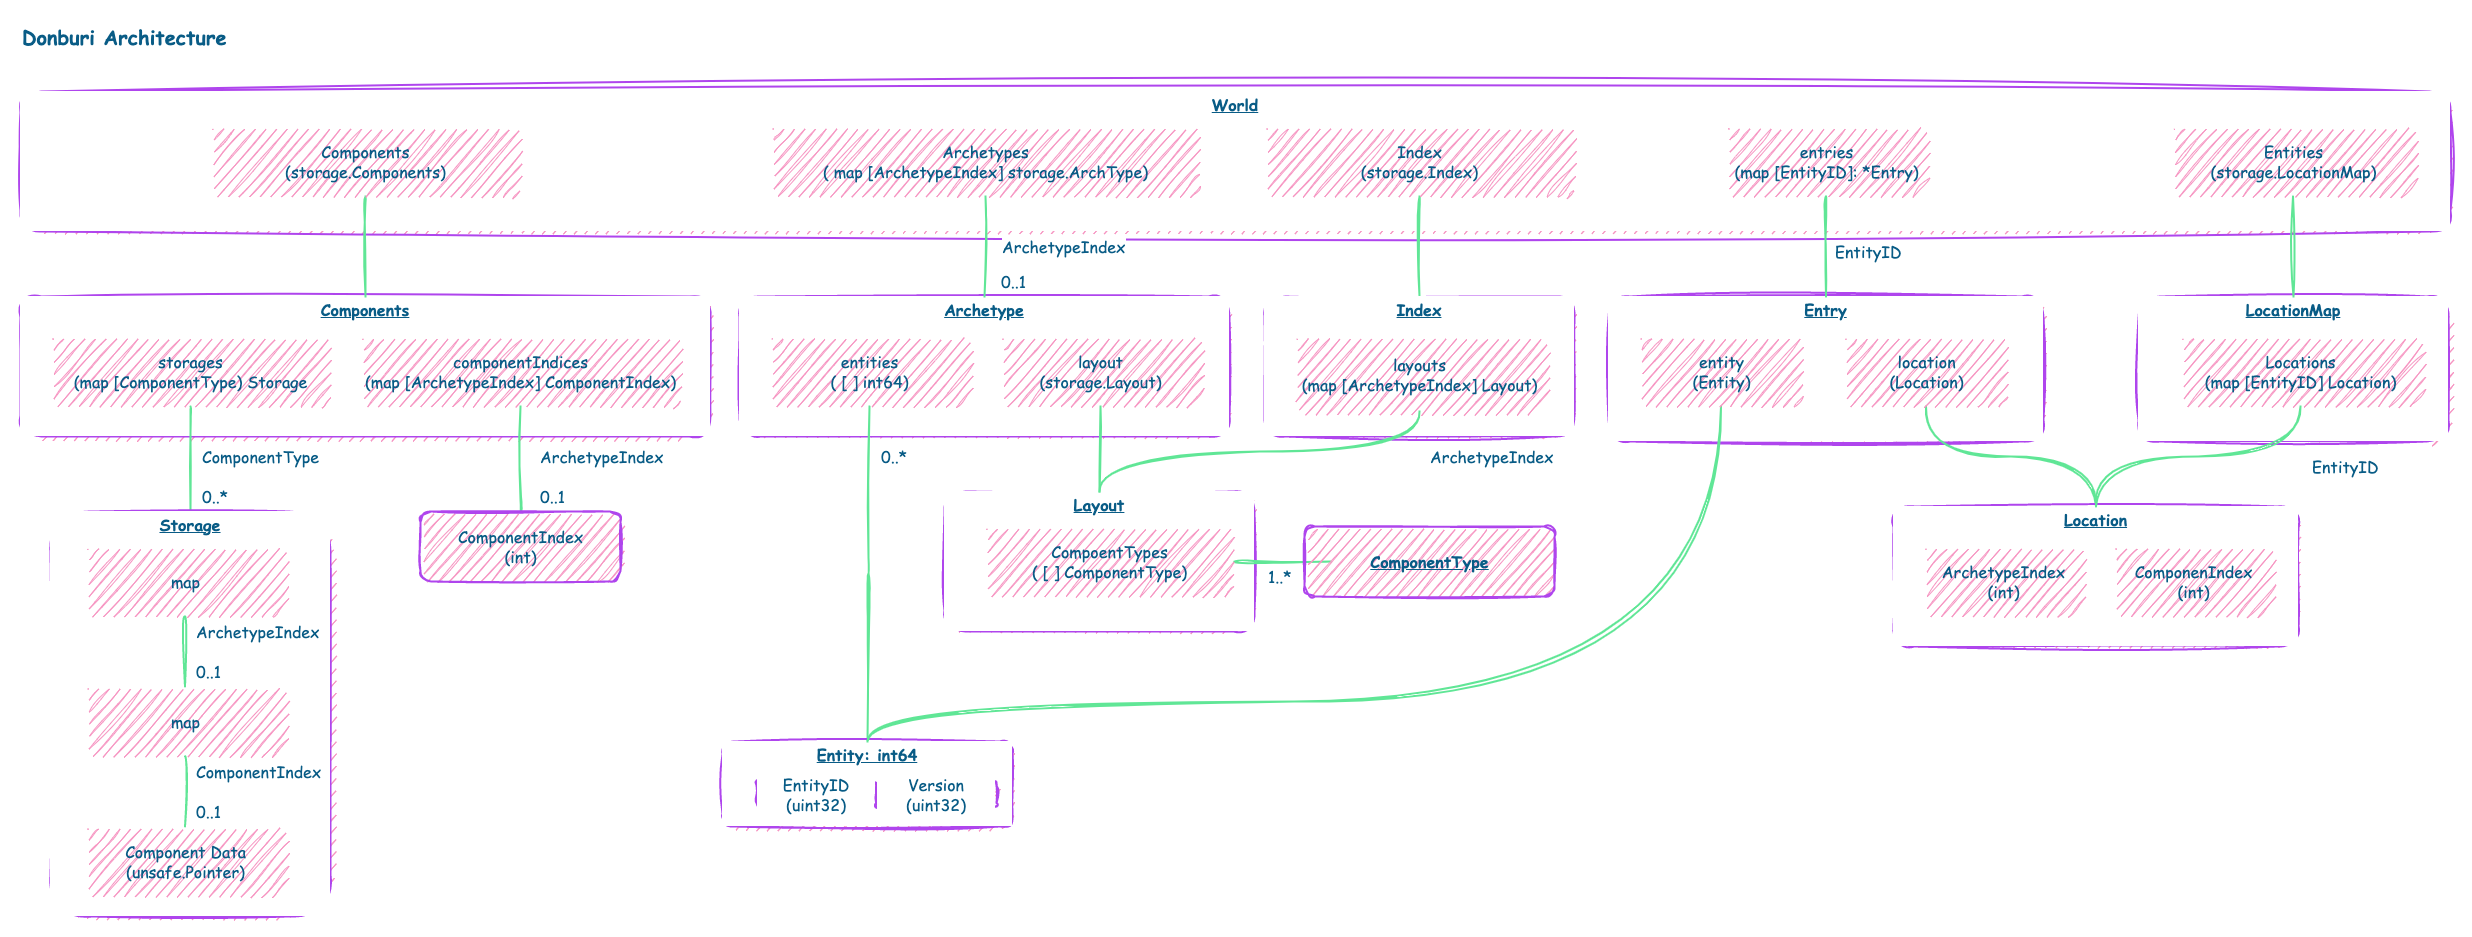 Donburi Architecture
World
Components
(storage.Components)
Archetypes
( map [ArchetypeIndex] storage.ArchType)
Index
(storage.Index)
entries
(map [EntityID]: *Entry)
Entities
(storage.LocationMap)
ArchetypeIndex
0..1
EntityID
Components
storages
(map [ComponentType) Storage
componentIndices
(map [ArchetypeIndex] ComponentIndex)
Archetype
entities
( [ ] int64)
layout
(storage.Layout)
Index
layouts
(map [ArchetypeIndex] Layout)
Entry
entity
(Entity)
location
(Location)
LocationMap
Locations
(map [EntityID] Location)
ComponentType
0..*
ArchetypeIndex
0..1
0..*
ArchetypeIndex
EntityID
Storage
map
ArchetypeIndex
0..1
map
ComponentIndex
0..1
Component Data
(unsafe.Pointer)
ComponentIndex
(int)
Layout
CompoentTypes
( [ ] ComponentType)
1..*
ComponentType
Location
ArchetypeIndex
(int)
ComponenIndex
(int)
Entity: int64
EntityID
(uint32)
Version
(uint32)